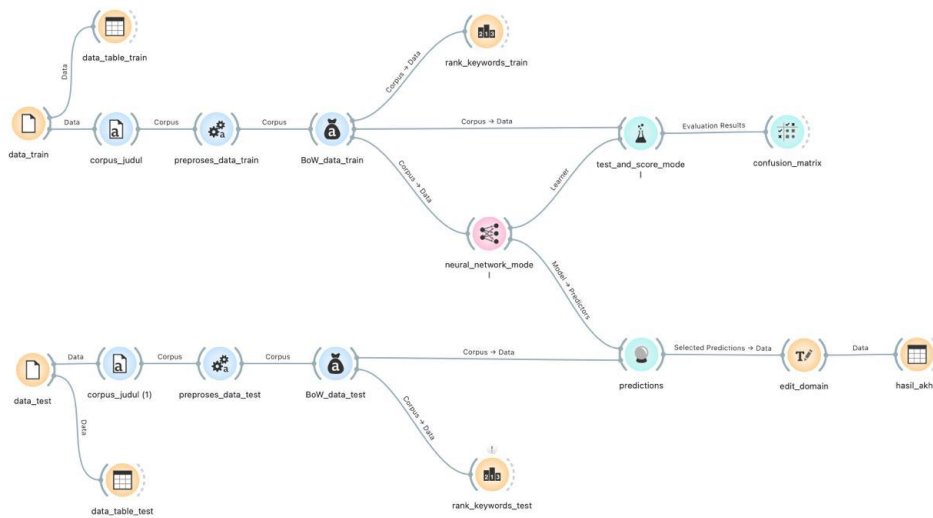 data_table_train
rank_keywords_train
Data
Corpus → Data
Data
Corpus
Corpus
Corpus → Data
Evaluation Results
data_train
corpus_judul
preproses_data_train
BoW_data_train
test_and_score_mode
l
confusion_matrix
Corpus → Data
Learner
neural_network_mode
l
Model → Predictors
Data
Corpus
Corpus
Corpus → Data
Selected Predictions → Data
Data
data_test
corpus_judul (1)
preproses_data_test
BoW_data_test
predictions
edit_domain
hasil_akh
Data
Corpus → Data
!
data_table_test
rank_keywords_test